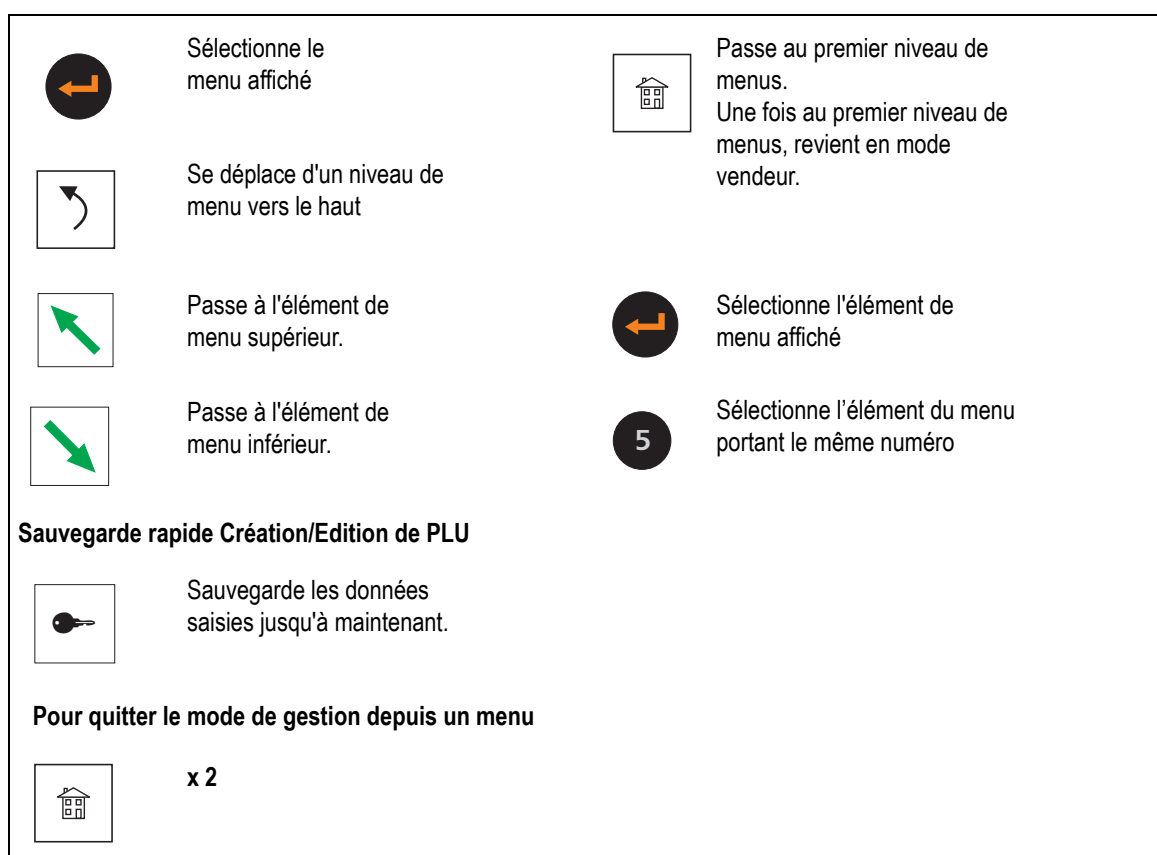 Sélectionne le
menu affiché
Passe au premier niveau de
menus.
Une fois au premier niveau de
menus, revient en mode
vendeur.
Se déplace d'un niveau de
menu vers le haut
Passe à l'élément de
menu supérieur.
Sélectionne l'élément de
menu affiché
Passe à l'élément de
menu inférieur.
5
Sélectionne l’élément du menu
portant le même numéro
Sauvegarde rapide Création/Edition de PLU
Sauvegarde les données
saisies jusqu'à maintenant.
Pour quitter le mode de gestion depuis un menu
x 2